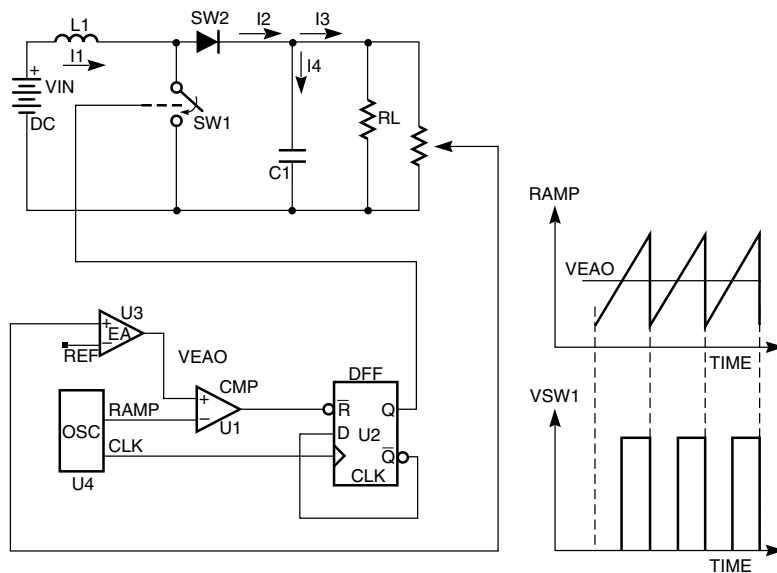 L1
SW2
I2
I3
I1
I4
+
VIN
DC
SW1
RL
C1
RAMP
VEAO
TIME
U3
+
EA
−
REF
VEAO
CMP
+
−
U1
DFF
R̅
Q
D
U2
Q̅
CLK
OSC
RAMP
CLK
U4
VSW1
TIME